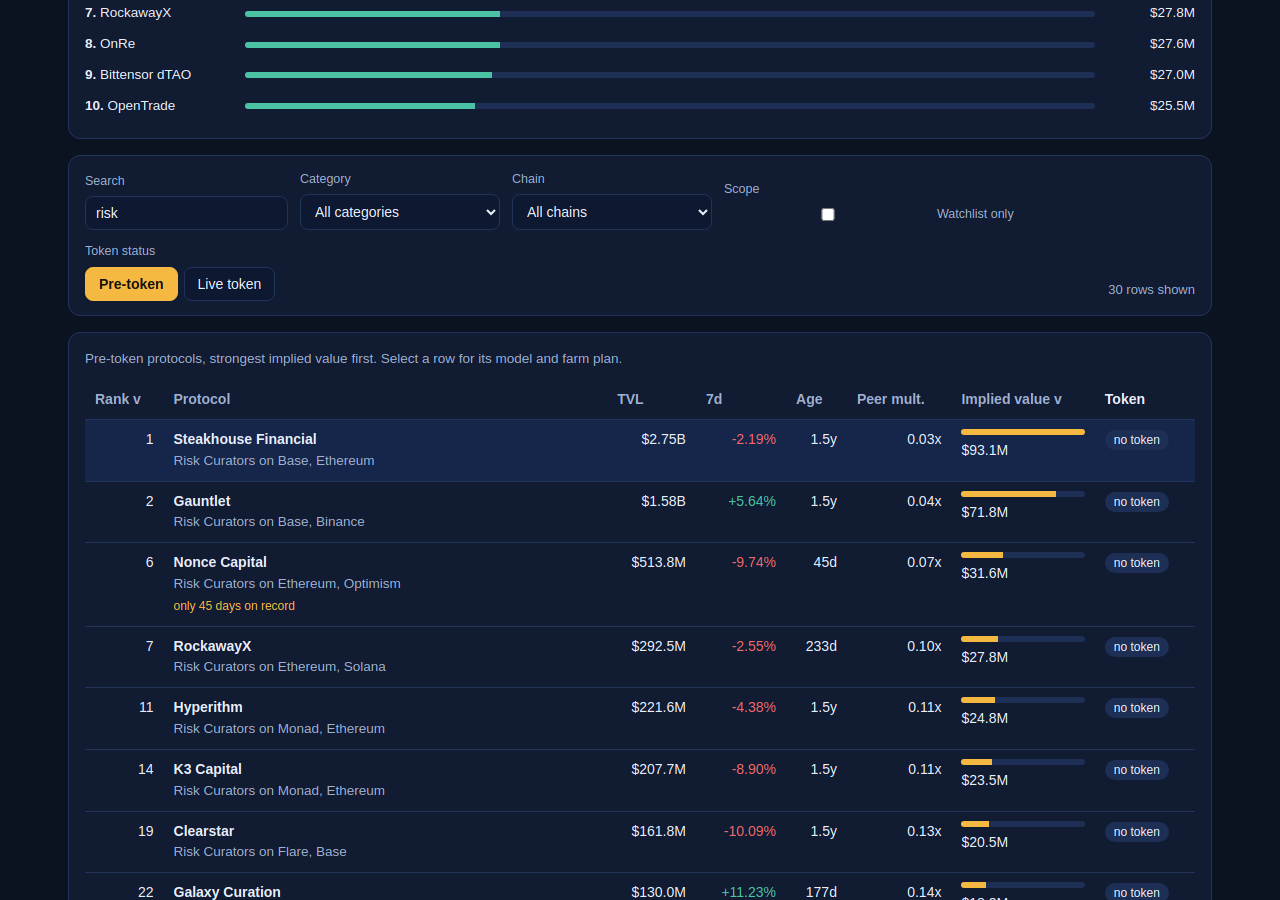 7. RockawayX $27.8M
8. OnRe $27.6M
9. Bittensor dTAO $27.0M
10. OpenTrade $25.5M
Search Category Chain Scope
risk All categories All chains Watchlist only
Token status
Pre-token Live token 30 rows shown
Pre-token protocols, strongest implied value first. Select a row for its model and farm plan.
Rank v Protocol TVL 7d Age Peer mult. Implied value v Token
1 Steakhouse Financial $2.75B -2.19% 1.5y 0.03x $93.1M no token
Risk Curators on Base, Ethereum
2 Gauntlet $1.58B +5.64% 1.5y 0.04x $71.8M no token
Risk Curators on Base, Binance
6 Nonce Capital $513.8M -9.74% 45d 0.07x $31.6M no token
Risk Curators on Ethereum, Optimism
only 45 days on record
7 RockawayX $292.5M -2.55% 233d 0.10x $27.8M no token
Risk Curators on Ethereum, Solana
11 Hyperithm $221.6M -4.38% 1.5y 0.11x $24.8M no token
Risk Curators on Monad, Ethereum
14 K3 Capital $207.7M -8.90% 1.5y 0.11x $23.5M no token
Risk Curators on Monad, Ethereum
19 Clearstar $161.8M -10.09% 1.5y 0.13x $20.5M no token
Risk Curators on Flare, Base
22 Galaxy Curation $130.0M +11.23% 177d 0.14x no token